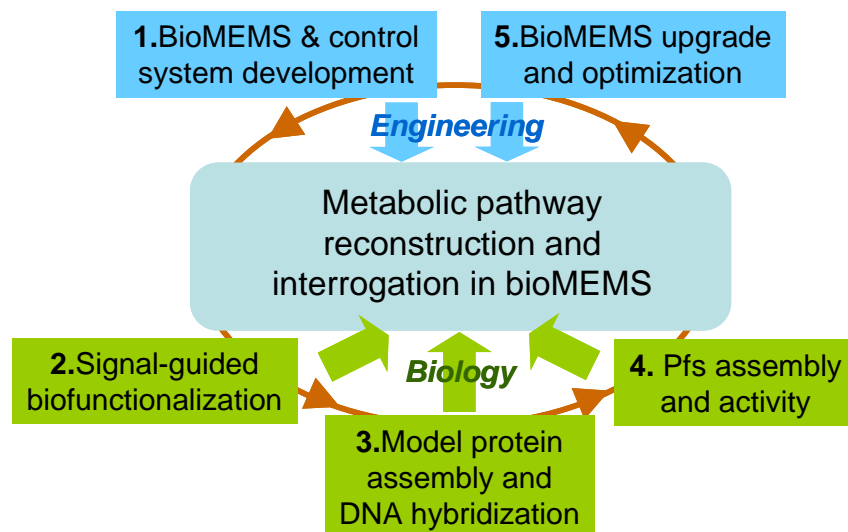 1.BioMEMS & control
system development
5.BioMEMS upgrade
and optimization
Engineering
Metabolic pathway
reconstruction and
interrogation in bioMEMS
2.Signal-guided
biofunctionalization
Biology
4. Pfs assembly
and activity
3.Model protein
assembly and
DNA hybridization